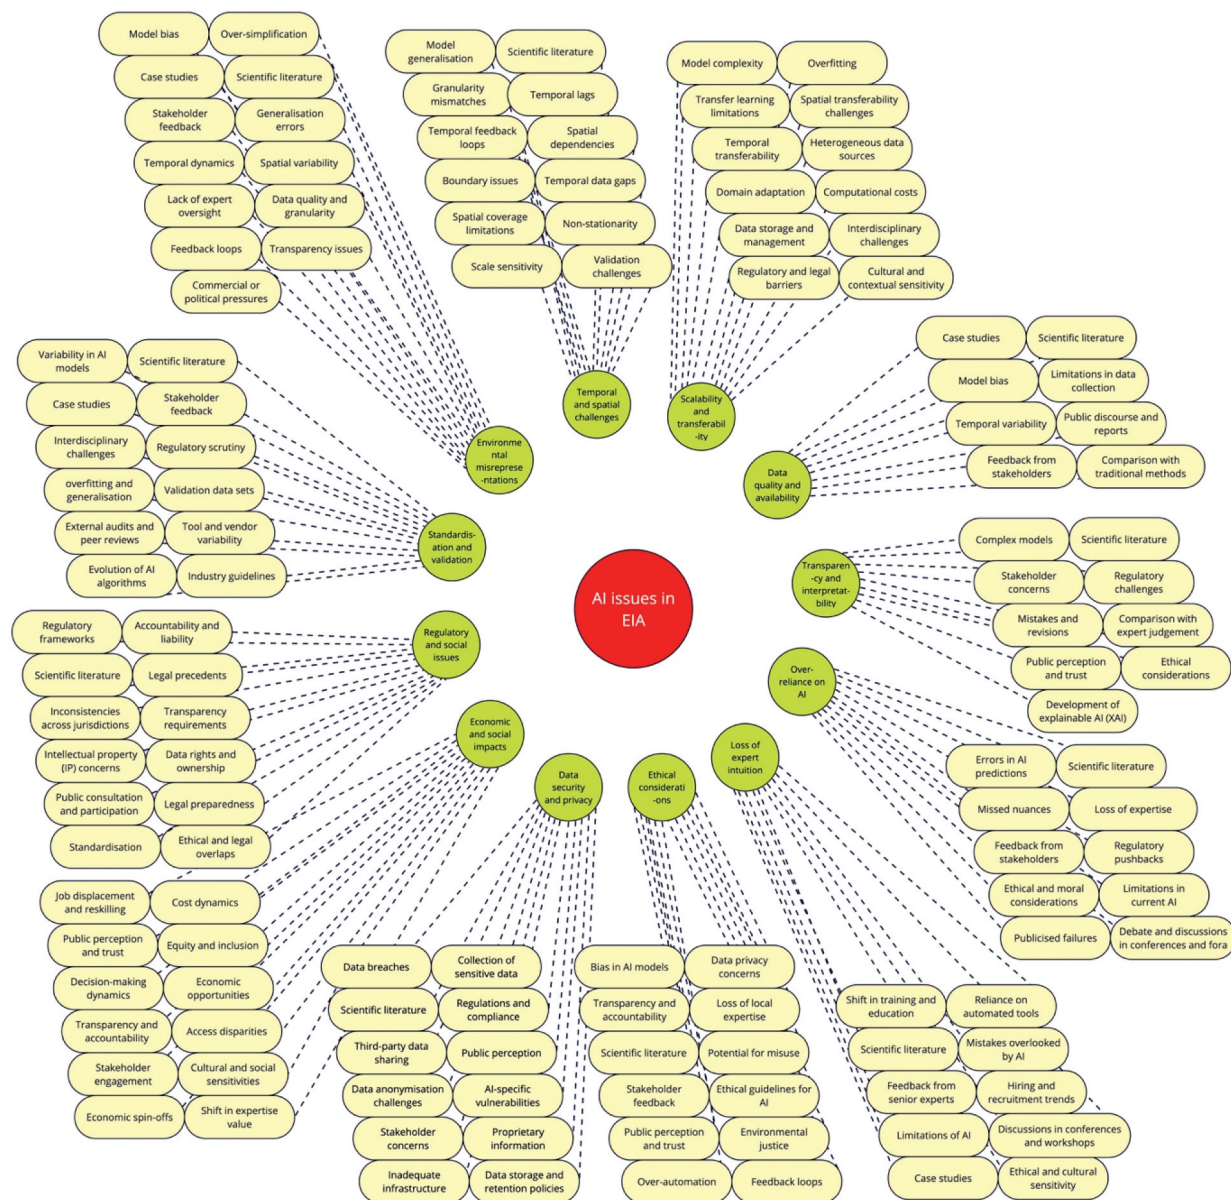 AI issues in
EIA
Environme
ntal
misreprese
-ntations
Model bias
Over-simplification
Case studies
Scientific literature
Stakeholder
feedback
Generalisation
errors
Temporal dynamics
Spatial variability
Lack of expert
oversight
Data quality and
granularity
Feedback loops
Transparency issues
Commercial or
political pressures
Temporal
and spatial
challenges
Model
generalisation
Scientific literature
Granularity
mismatches
Temporal lags
Temporal feedback
loops
Spatial
dependencies
Boundary issues
Temporal data gaps
Spatial coverage
limitations
Non-stationarity
Scale sensitivity
Validation
challenges
Scalability
and
transferabil
-ity
Model complexity
Overfitting
Transfer learning
limitations
Spatial transferability
challenges
Temporal
transferability
Heterogeneous data
sources
Domain adaptation
Computational costs
Data storage and
management
Interdisciplinary
challenges
Regulatory and legal
barriers
Cultural and
contextual sensitivity
Data
quality and
availability
Case studies
Scientific literature
Model bias
Limitations in data
collection
Temporal variability
Public discourse and
reports
Feedback from
stakeholders
Comparison with
traditional methods
Transparen
-cy and
interpretat-
bility
Complex models
Scientific literature
Stakeholder
concerns
Regulatory
challenges
Mistakes and
revisions
Comparison with
expert judgement
Public perception
and trust
Ethical
considerations
Development of
explainable AI (XAI)
Over-
reliance on
AI
Errors in AI
predictions
Scientific literature
Missed nuances
Loss of expertise
Feedback from
stakeholders
Regulatory
pushbacks
Ethical and moral
considerations
Limitations in
current AI
Publicised failures
Debate and discussions
in conferences and fora
Loss of
expert
intuition
Shift in training and
education
Reliance on
automated tools
Scientific literature
Mistakes overlooked
by AI
Feedback from
senior experts
Hiring and
recruitment trends
Limitations of AI
Discussions in conferences
and workshops
Case studies
Ethical and cultural
sensitivity
Ethical
considerati
-ons
Bias in AI models
Data privacy
concerns
Transparency and
accountability
Loss of local
expertise
Scientific literature
Potential for misuse
Stakeholder
feedback
Ethical guidelines for
AI
Public perception
and trust
Environmental
justice
Over-automation
Feedback loops
Data
security
and privacy
Data breaches
Collection of
sensitive data
Scientific literature
Regulations and
compliance
Third-party data
sharing
Public perception
Data anonymisation
challenges
AI-specific
vulnerabilities
Stakeholder
concerns
Proprietary
information
Inadequate
infrastructure
Data storage and
retention policies
Economic
and social
impacts
Job displacement
and reskilling
Cost dynamics
Public perception
and trust
Equity and inclusion
Decision-making
dynamics
Economic
opportunities
Transparency and
accountability
Access disparities
Stakeholder
engagement
Cultural and social
sensitivities
Economic spin-offs
Shift in expertise
value
Regulatory
and social
issues
Regulatory
frameworks
Accountability and
liability
Scientific literature
Legal precedents
Inconsistencies
across jurisdictions
Transparency
requirements
Intellectual property
(IP) concerns
Data rights and
ownership
Public consultation
and participation
Legal preparedness
Standardisation
Ethical and legal
overlaps
Standardis-
ation and
validation
Variability in AI
models
Scientific literature
Case studies
Stakeholder
feedback
Interdisciplinary
challenges
Regulatory scrutiny
overfitting and
generalisation
Validation data sets
External audits and
peer reviews
Tool and vendor
variability
Evolution of AI
algorithms
Industry guidelines